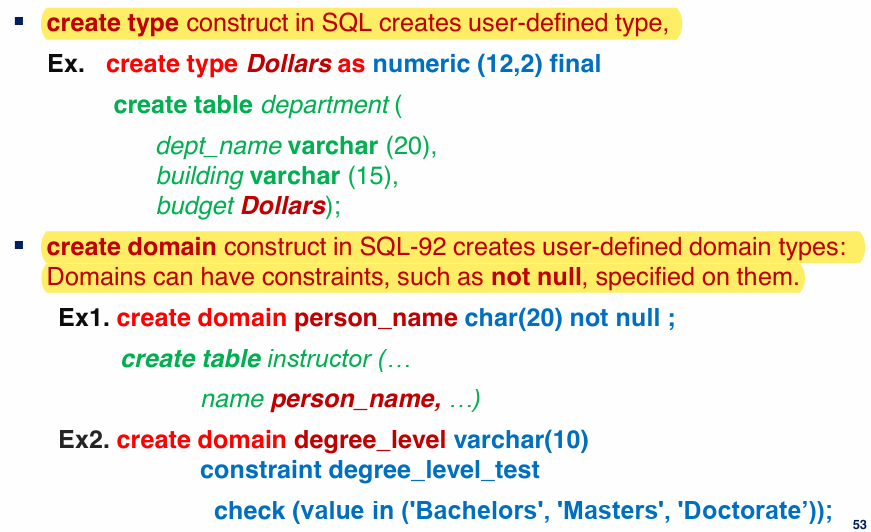 ▪ create type construct in SQL creates user-defined type,
Ex. create type Dollars as numeric (12,2) final
create table department (
dept_name varchar (20),
building varchar (15),
budget Dollars);
▪ create domain construct in SQL-92 creates user-defined domain types:
Domains can have constraints, such as not null, specified on them.
Ex1. create domain person_name char(20) not null ;
create table instructor (…
name person_name, …)
Ex2. create domain degree_level varchar(10)
constraint degree_level_test
check (value in ('Bachelors', 'Masters', 'Doctorate’));
53